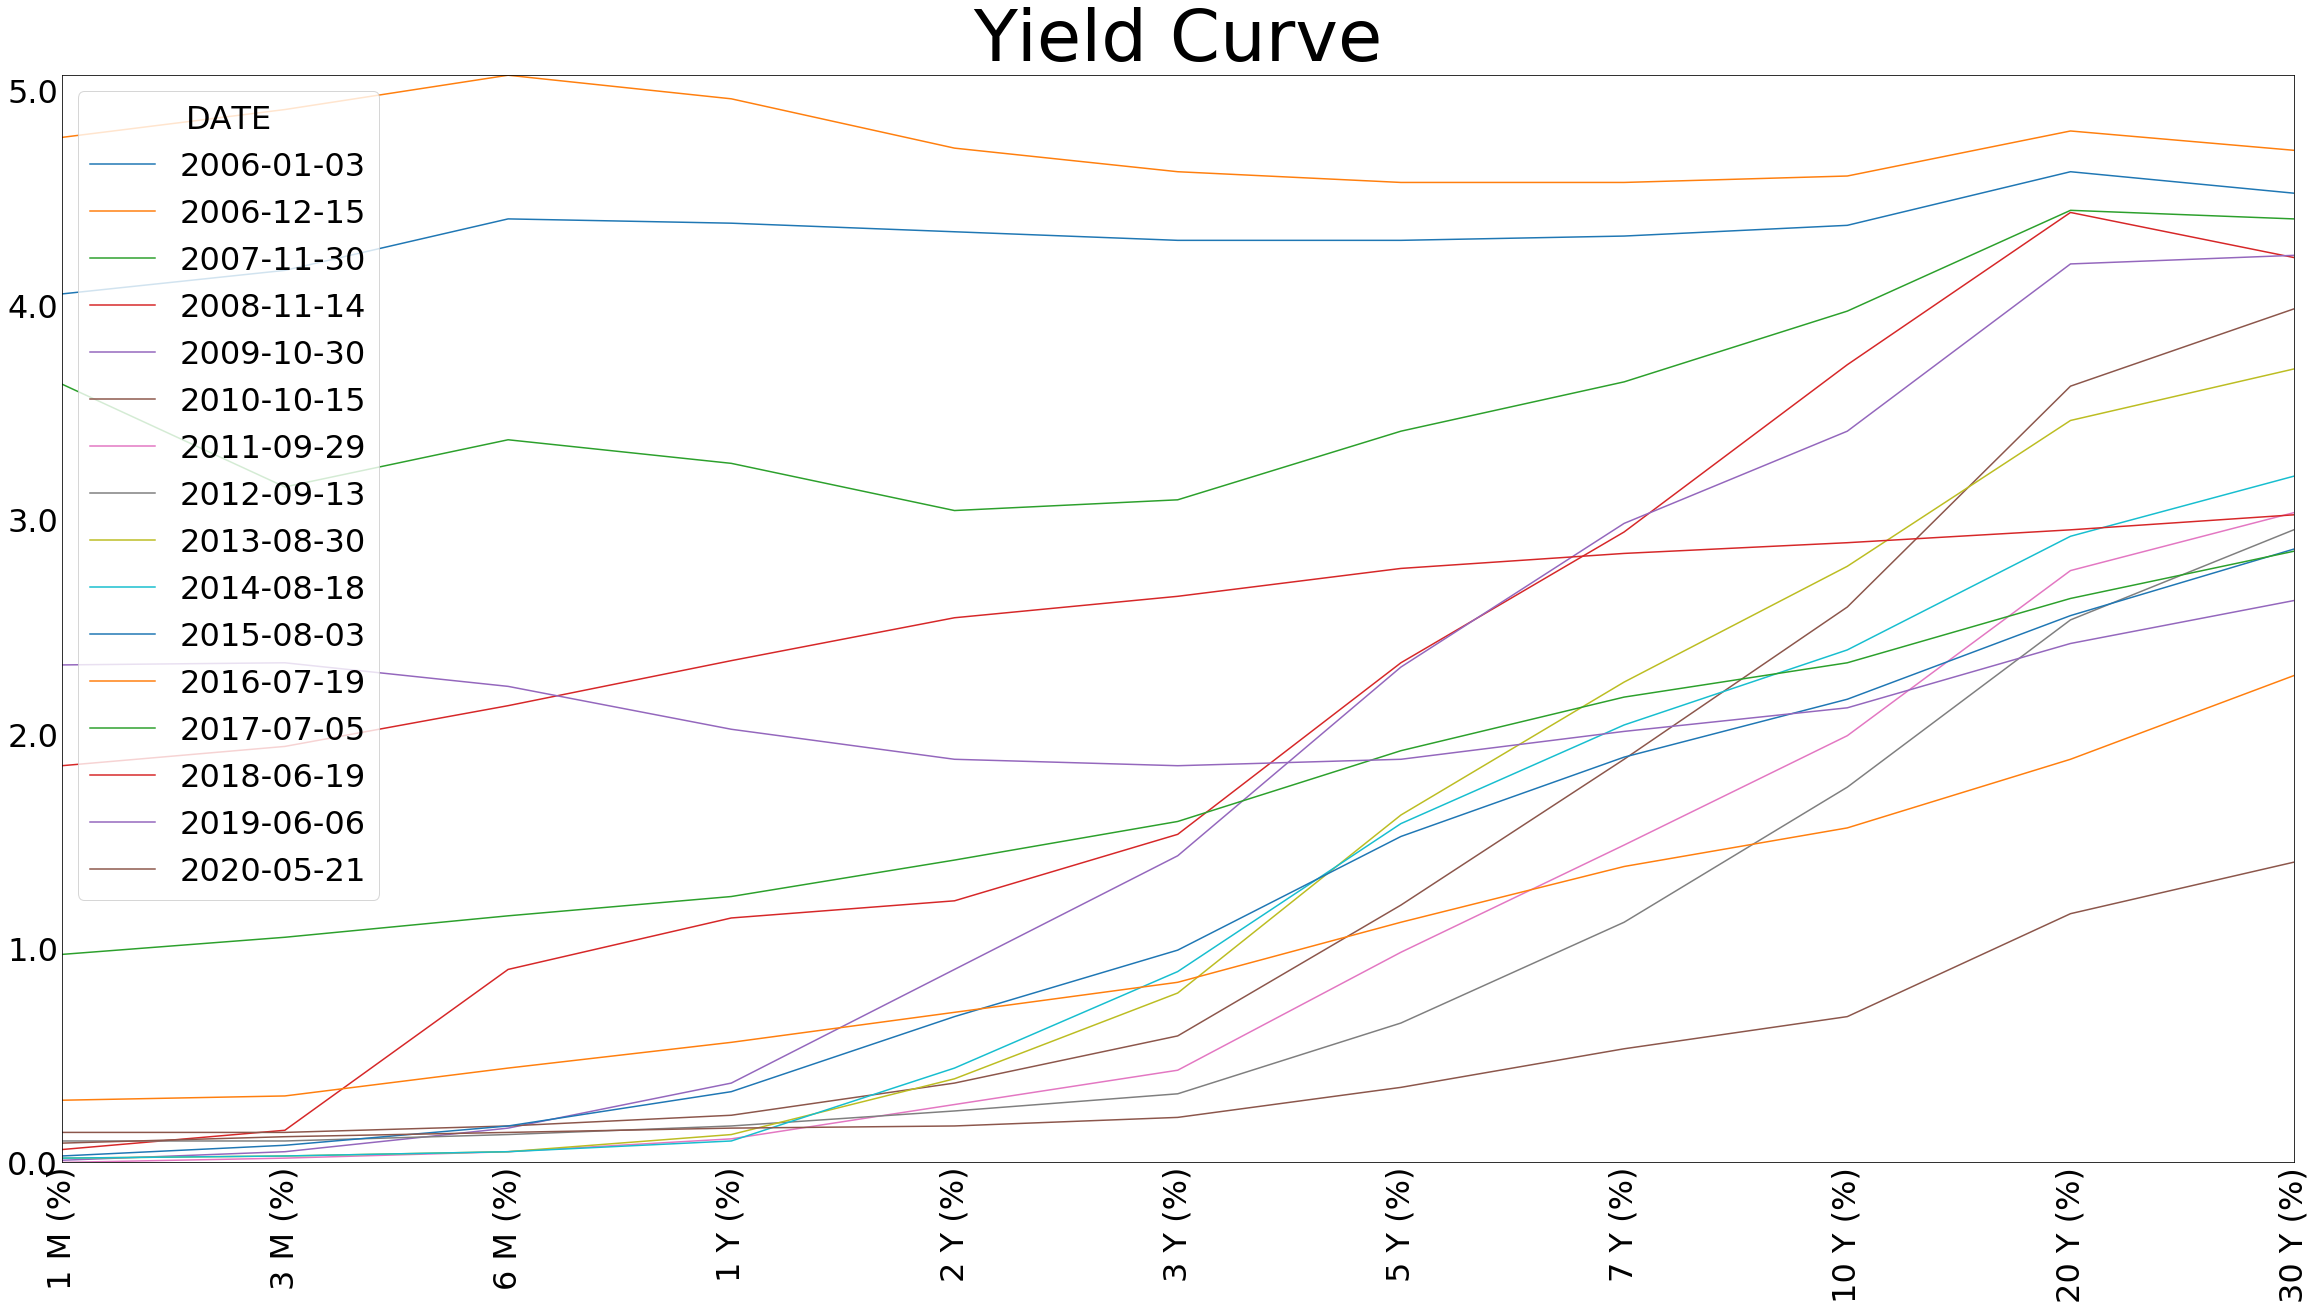 Yield Curve
5.0
4.0
3.0
2.0
1.0
0.0
DATE
2006-01-03
2006-12-15
2007-11-30
2008-11-14
2009-10-30
2010-10-15
2011-09-29
2012-09-13
2013-08-30
2014-08-18
2015-08-03
2016-07-19
2017-07-05
2018-06-19
2019-06-06
2020-05-21
1 M (%)
3 M (%)
6 M (%)
1 Y (%)
2 Y (%)
3 Y (%)
5 Y (%)
7 Y (%)
10 Y (%)
20 Y (%)
30 Y (%)